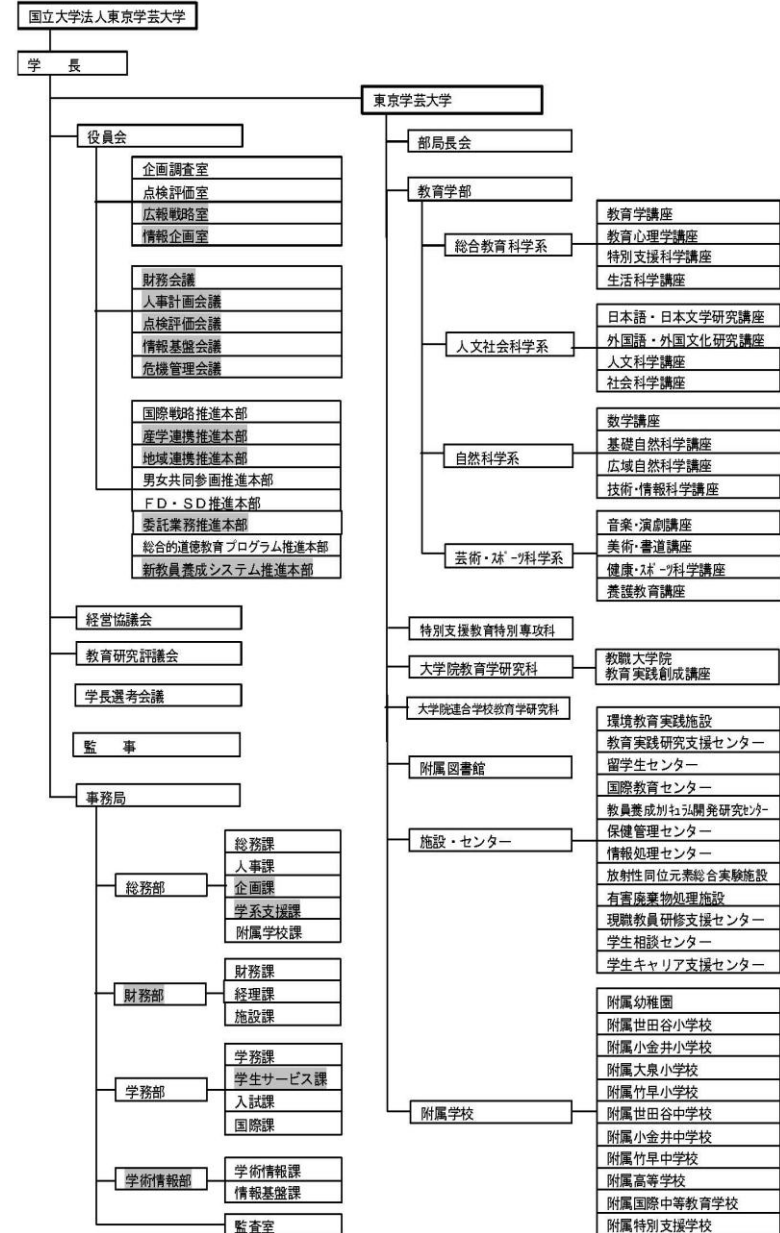 国立大学法人東京学芸大学
学　長
役員会
企画調査室
点検評価室
広報戦略室
情報企画室
財務会議
人事計画会議
点検評価会議
情報基盤会議
危機管理会議
国際戦略推進本部
産学連携推進本部
地域連携推進本部
男女共同参画推進本部
ＦＤ・ＳＤ推進本部
委託業務推進本部
総合的道徳教育プログラム推進本部
新教員養成システム推進本部
経営協議会
教育研究評議会
学長選考会議
監　事
事務局
総務部
総務課
人事課
企画課
学系支援課
附属学校課
財務部
財務課
経理課
施設課
学務部
学務課
学生サービス課
入試課
国際課
学術情報部
学術情報課
情報基盤課
監査室
東京学芸大学
部局長会
教育学部
総合教育科学系
教育学講座
教育心理学講座
特別支援科学講座
生活科学講座
人文社会科学系
日本語・日本文学研究講座
外国語・外国文化研究講座
人文科学講座
社会科学講座
自然科学系
数学講座
基礎自然科学講座
広域自然科学講座
技術・情報科学講座
芸術・ｽﾎﾟｰﾂ科学系
音楽・演劇講座
美術・書道講座
健康・ｽﾎﾟｰﾂ科学講座
養護教育講座
特別支援教育特別専攻科
大学院教育学研究科
教職大学院
教育実践創成講座
大学院連合学校教育学研究科
附属図書館
施設・センター
環境教育実践施設
教育実践研究支援センター
留学生センター
国際教育センター
教員養成ｶﾘｷｭﾗﾑ開発研究ｾﾝﾀｰ
保健管理センター
情報処理センター
放射性同位元素総合実験施設
有害廃棄物処理施設
現職教員研修支援センター
学生相談センター
学生キャリア支援センター
附属学校
附属幼稚園
附属世田谷小学校
附属小金井小学校
附属大泉小学校
附属竹早小学校
附属世田谷中学校
附属小金井中学校
附属竹早中学校
附属高等学校
附属国際中等教育学校
附属特別支援学校